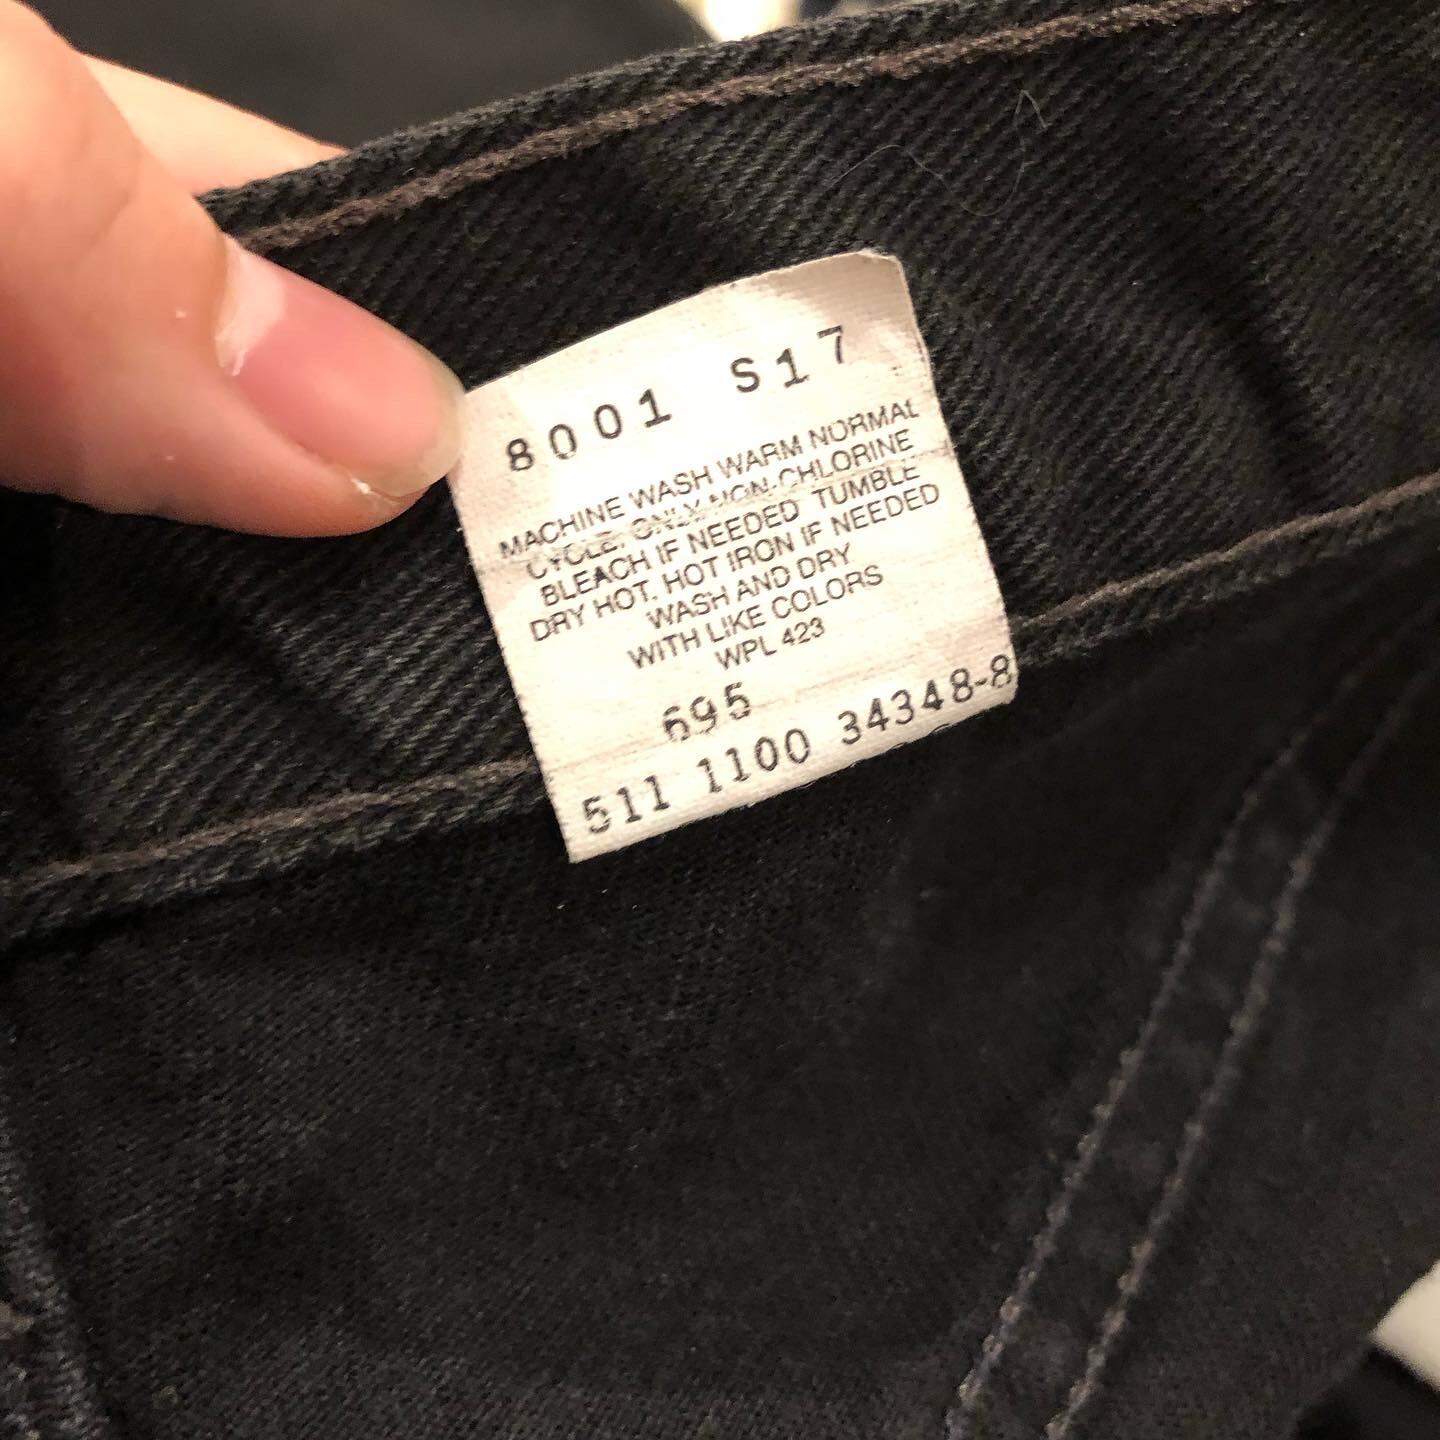 8001 S17
MACHINE WASH WARM NORMAL
CYCLE. ONLY NON-CHLORINE
BLEACH IF NEEDED TUMBLE
DRY HOT. HOT IRON IF NEEDED
WASH AND DRY
WITH LIKE COLORS
WPL 423
695
511 1100 34348-8